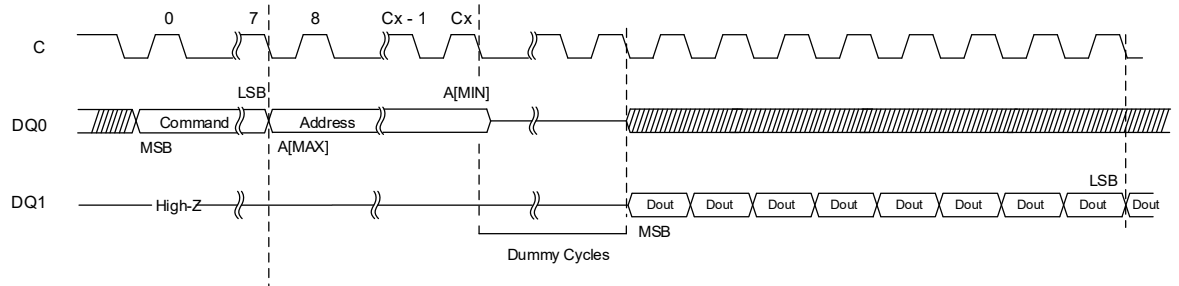 0 7 8 Cx - 1 Cx
C
LSB A[MIN]
DQ0 Command Address
MSB A[MAX]
LSB
DQ1 High-Z Dout Dout Dout Dout Dout Dout Dout Dout Dout
MSB
Dummy Cycles